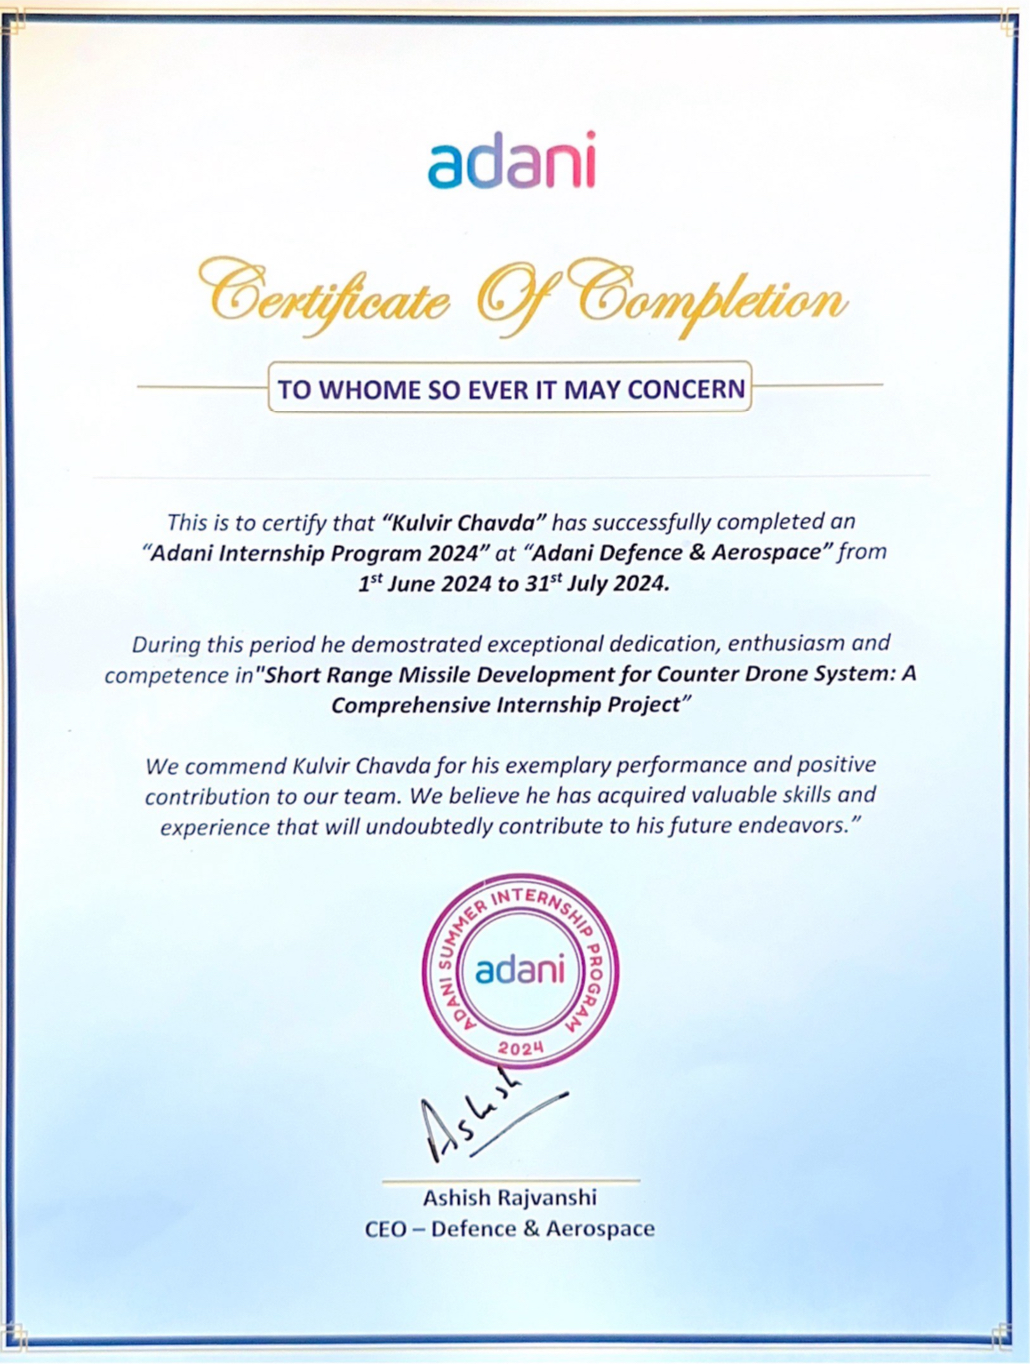 adani
Certificate Of Completion
TO WHOME SO EVER IT MAY CONCERN
This is to certify that “Kulvir Chavda” has successfully completed an
“Adani Internship Program 2024” at “Adani Defence & Aerospace” from
1st June 2024 to 31st July 2024.
During this period he demostrated exceptional dedication, enthusiasm and
competence in"Short Range Missile Development for Counter Drone System: A
Comprehensive Internship Project”
We commend Kulvir Chavda for his exemplary performance and positive
contribution to our team. We believe he has acquired valuable skills and
experience that will undoubtedly contribute to his future endeavors.”
ADANI SUMMER INTERNSHIP PROGRAM
adani
2024
Ashish
Ashish Rajvanshi
CEO – Defence & Aerospace